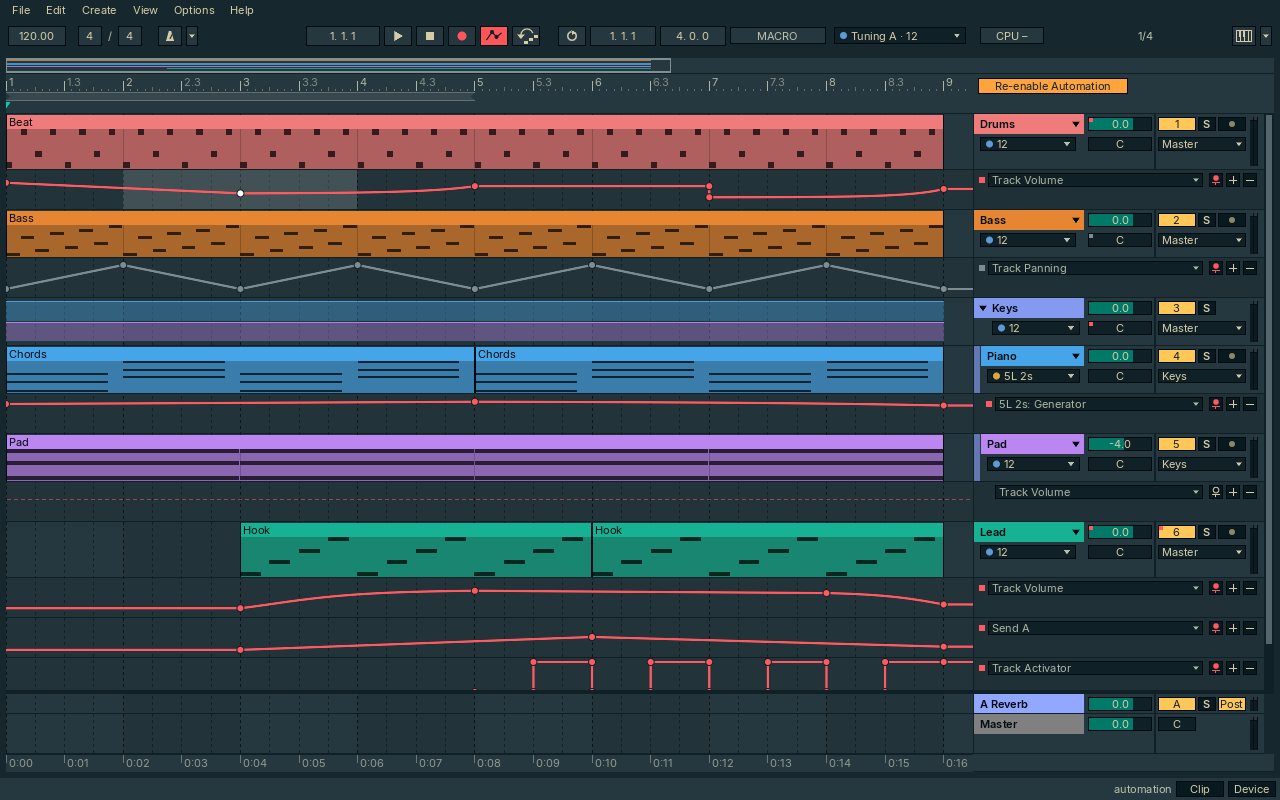 File Edit Create View Options Help
120.00 4 / 4 1. 1. 1 1. 1. 1 4. 0. 0 MACRO Tuning A · 12 CPU – 1/4
1 1.3 2 2.3 3 3.3 4 4.3 5 5.3 6 6.3 7 7.3 8 8.3 9 Re-enable Automation
Beat Drums 0.0 1 S
12 C Master
Track Volume
Bass Bass 0.0 2 S
12 C Master
Track Panning
Keys 0.0 3 S
12 C Master
Chords Chords Piano 0.0 4 S
5L 2s C Keys
5L 2s: Generator
Pad Pad -4.0 5 S
12 C Keys
Track Volume
Hook Hook Lead 0.0 6 S
12 C Master
Track Volume
Send A
Track Activator
A Reverb 0.0 A S Post
Master 0.0 C
0:00 0:01 0:02 0:03 0:04 0:05 0:06 0:07 0:08 0:09 0:10 0:11 0:12 0:13 0:14 0:15 0:16
automation Clip Device